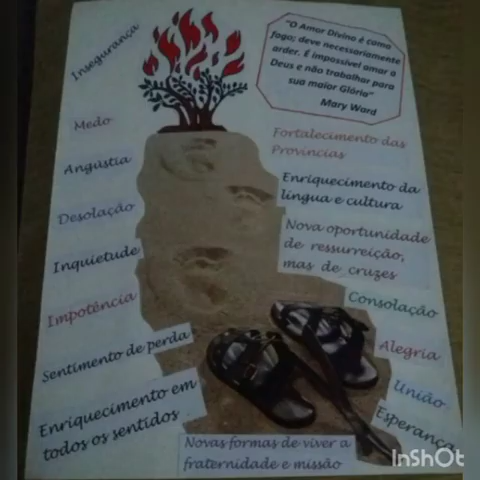 Insegurança
"O Amor Divino é como
fogo; deve necessariamente
arder. É impossível amar a
Deus e não trabalhar para
sua maior Glória"
Mary Ward
Medo
Angústia
Desolação
Inquietude
Impotência
Sentimento de perda
Enriquecimento em
todos os sentidos
Fortalecimento das
Províncias
Enriquecimento da
língua e cultura
Nova oportunidade
de ressurreição,
mas de cruzes
Consolação
Alegria
União
Esperança
Novas formas de viver a
fraternidade e missão
InShOt